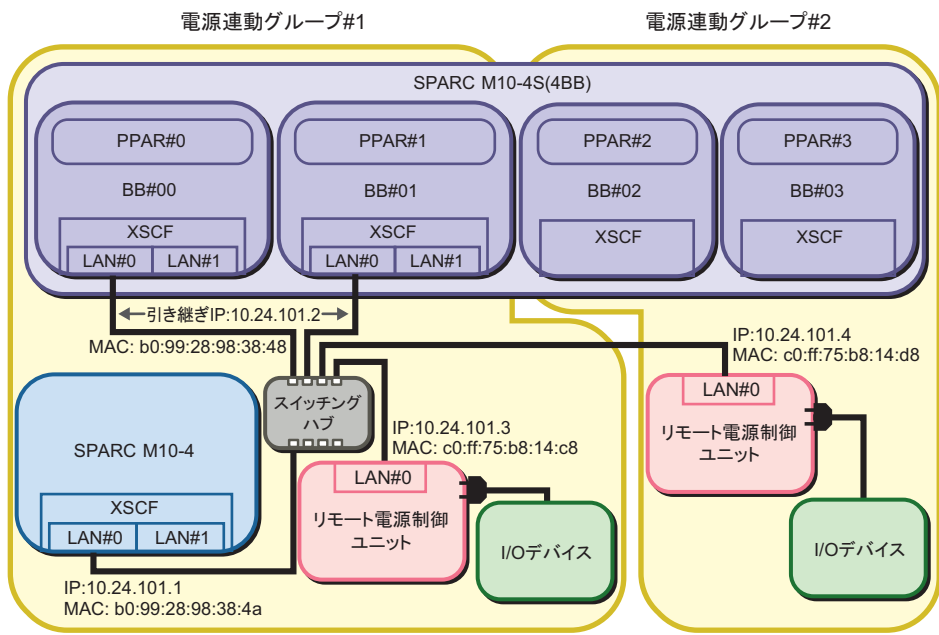 電源連動グループ#1
電源連動グループ#2
SPARC M10-4S(4BB)
PPAR#0
PPAR#1
PPAR#2
PPAR#3
BB#00
BB#01
BB#02
BB#03
XSCF
XSCF
XSCF
XSCF
LAN#0
LAN#1
LAN#0
LAN#1
引き継ぎIP:10.24.101.2
MAC: b0:99:28:98:38:48
IP:10.24.101.4
MAC: c0:ff:75:b8:14:d8
LAN#0
リモート電源制御
ユニット
スイッチング
ハブ
IP:10.24.101.3
MAC: c0:ff:75:b8:14:c8
SPARC M10-4
LAN#0
リモート電源制御
ユニット
XSCF
LAN#0
LAN#1
I/Oデバイス
I/Oデバイス
IP:10.24.101.1
MAC: b0:99:28:98:38:4a